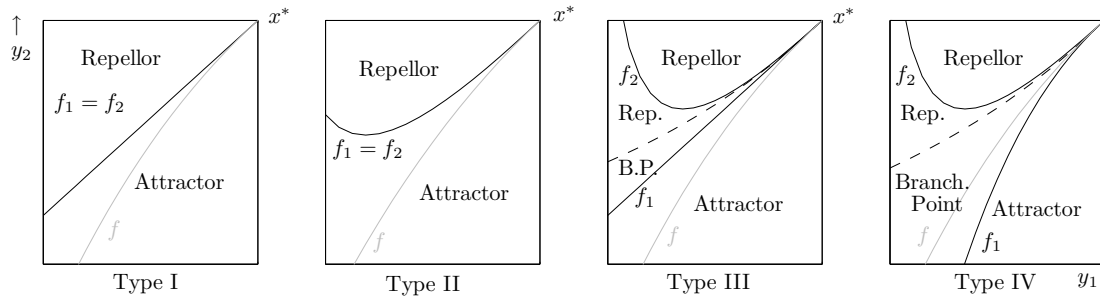 ↑
y₂
Repellor
f₁ = f₂
Attractor
f
x*
Type I
Repellor
f₁ = f₂
Attractor
f
x*
Type II
f₂
Repellor
Rep.
B.P.
f₁
Attractor
f
x*
Type III
f₂
Repellor
Rep.
Branch.
Point
Attractor
f
f₁
y₁
Type IV